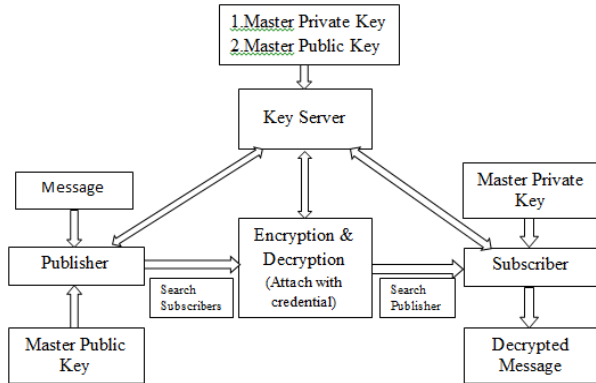 1.Master Private Key
2.Master Public Key
Key Server
Message
Master Private
Key
Encryption &
Decryption
(Attach with
credential)
Publisher
Subscriber
Search
Subscribers
Search
Publisher
Master Public
Key
Decrypted
Message